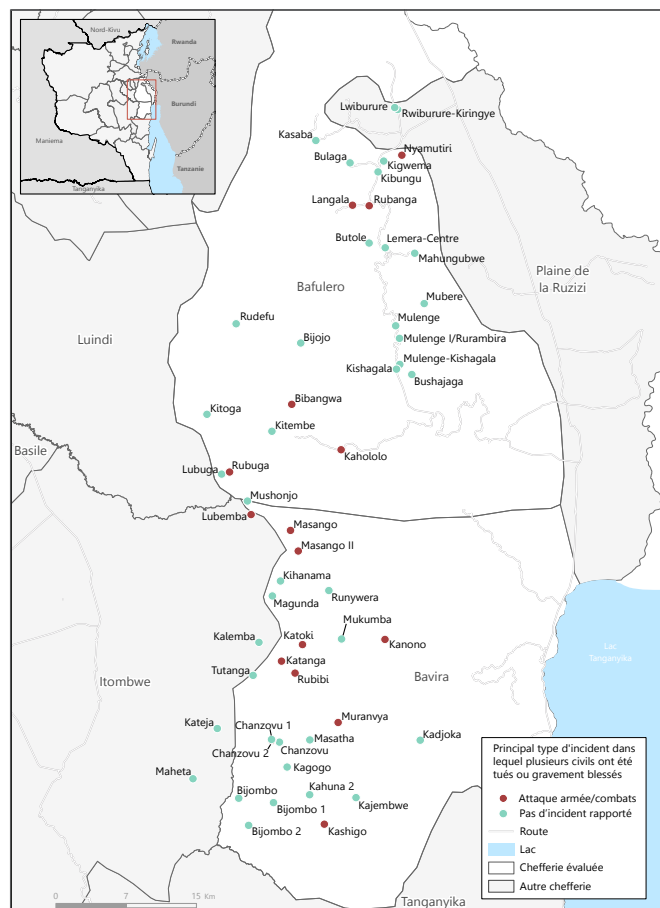 Nord-Kivu
Rwanda
Burundi
Maniema
Tanzanie
Tanganyika
Lwiburure
Rwiburure-Kiringye
Kasaba
Nyamutiri
Bulaga
Kigwema
Kibungu
Langala
Rubanga
Butole
Lemera-Centre
Mahungubwe
Plaine de
la Ruzizi
Bafulero
Mubere
Rudefu
Mulenge
Luindi
Bijojo
Mulenge I/Rurambira
Mulenge-Kishagala
Kishagala
Bushajaga
Bibangwa
Kitoga
Kitembe
Basile
Kahololo
Rubuga
Lubuga
Mushonjo
Lubemba
Masango
Masango II
Kihanama
Runywera
Magunda
Mukumba
Kalemba
Katoki
Kanono
Lac
Tanganyika
Katanga
Tutanga
Rubibi
Itombwe
Bavira
Muranvya
Kateja
Chanzovu 1
Masatha
Kadjoka
Chanzovu 2
Chanzovu
Kagogo
Maheta
Kahuna 2
Bijombo
Kajembwe
Bijombo 1
Bijombo 2
Kashigo
Tanganyika
Principal type d'incident dans
lequel plusieurs civils ont été
tués ou gravement blessés
Attaque armée/combats
Pas d'incident rapporté
Route
Lac
Chefferie évaluée
Autre chefferie
0 7 15 Km